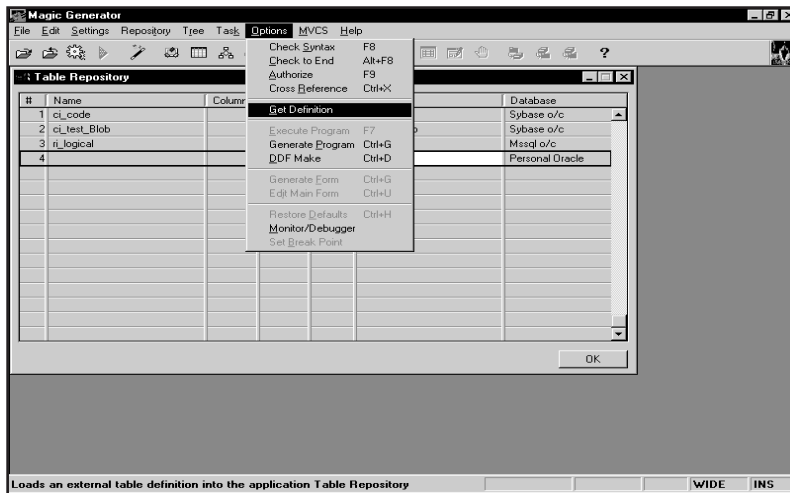 Magic Generator
File Edit Settings Repository Tree Task Options MVCS Help
?
Check Syntax F8
Check to End Alt+F8
Authorize F9
Cross Reference Ctrl+X
Get Definition
Execute Program F7
Generate Program Ctrl+G
DDF Make Ctrl+D
Generate Form Ctrl+G
Edit Main Form Ctrl+U
Restore Defaults Ctrl+H
Monitor/Debugger
Set Break Point
Table Repository
# Name Column Database
1 ci_code Sybase o/c
2 ci_test_Blob Sybase o/c
3 ri_logical Mssql o/c
4 Personal Oracle
OK
Loads an external table definition into the application Table Repository WIDE INS